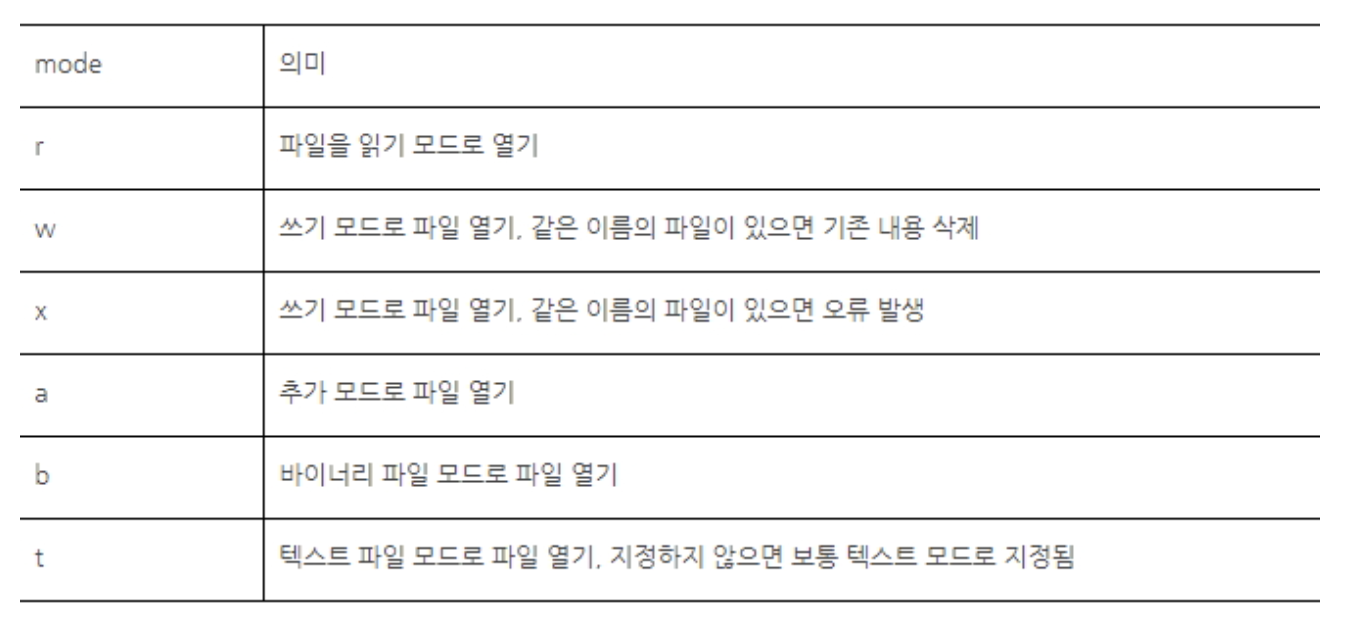 mode 의미
r 파일을 읽기 모드로 열기
w 쓰기 모드로 파일 열기, 같은 이름의 파일이 있으면 기존 내용 삭제
x 쓰기 모드로 파일 열기, 같은 이름의 파일이 있으면 오류 발생
a 추가 모드로 파일 열기
b 바이너리 파일 모드로 파일 열기
t 텍스트 파일 모드로 파일 열기, 지정하지 않으면 보통 텍스트 모드로 지정됨